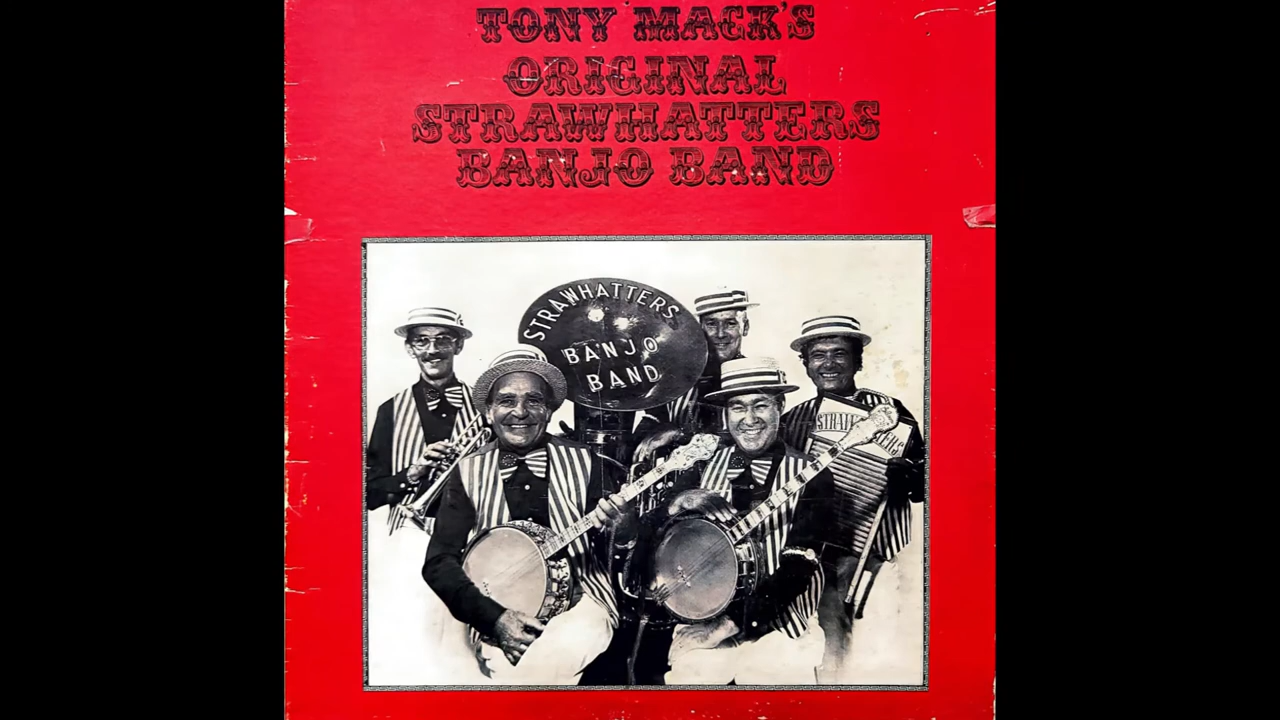 TONY MACK'S
ORIGINAL
STRAWHATTERS
BANJO BAND
STRAWHATTERS
BANJO
BAND